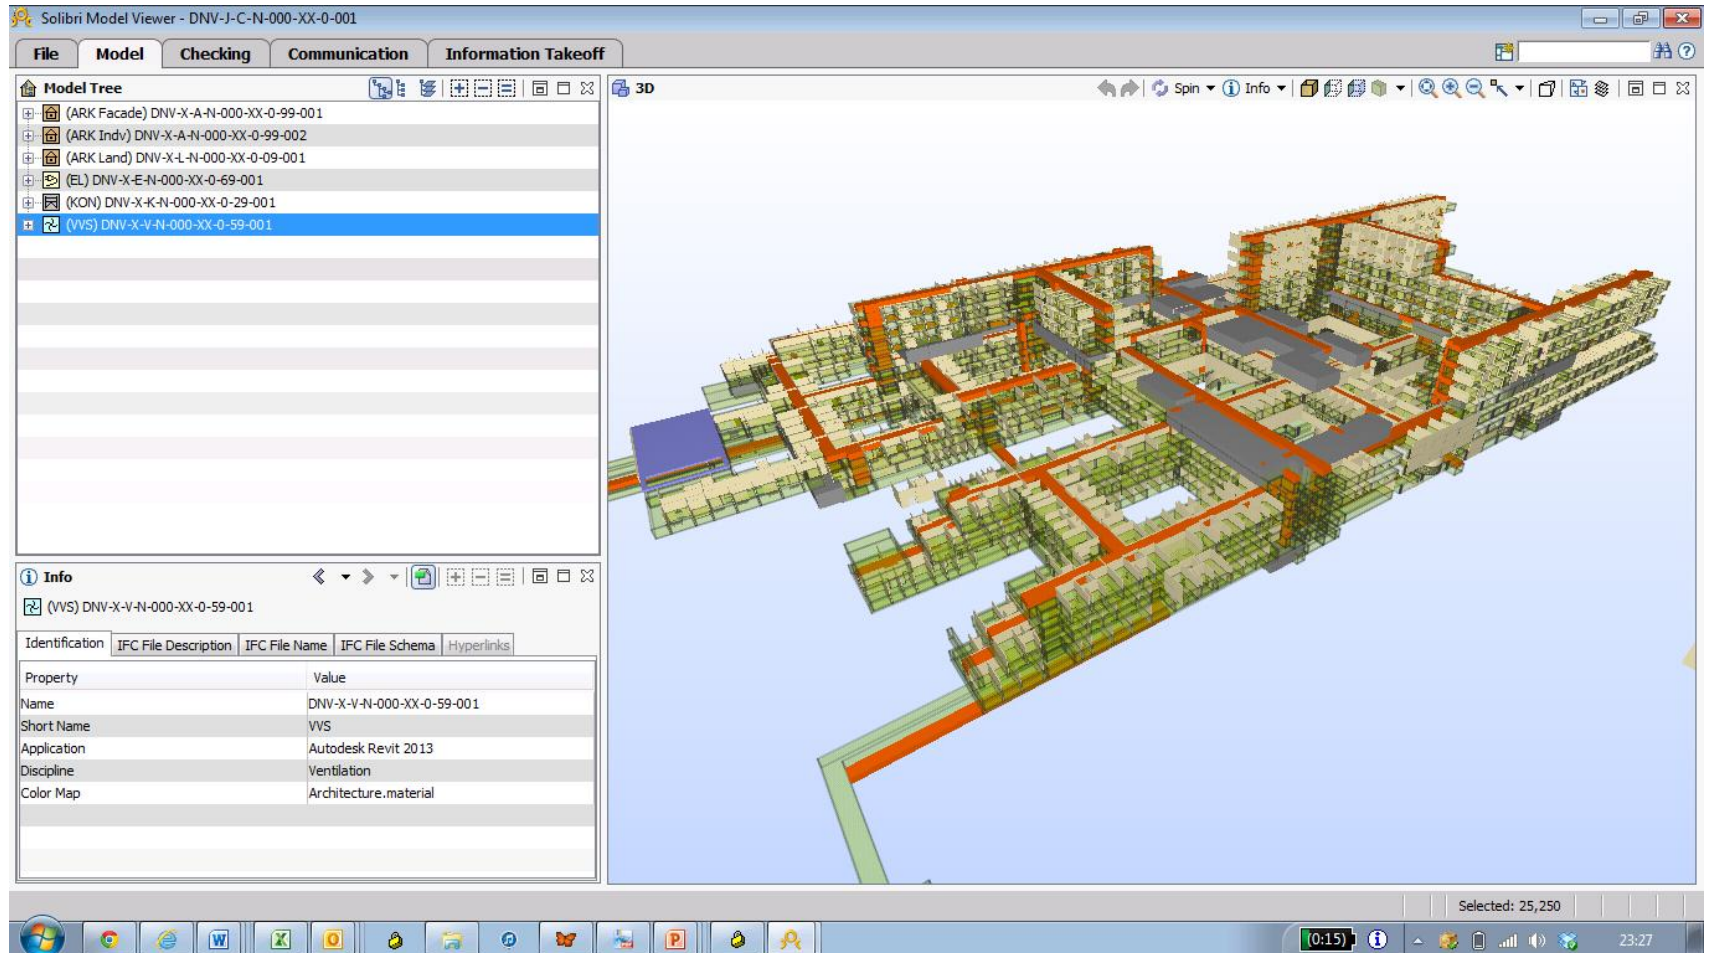 Solibri Model Viewer - DNV-J-C-N-000-XX-0-001
File Model Checking Communication Information Takeoff
Model Tree
(ARK Facade) DNV-X-A-N-000-XX-0-99-001
(ARK Indv) DNV-X-A-N-000-XX-0-99-002
(ARK Land) DNV-X-L-N-000-XX-0-09-001
(EL) DNV-X-E-N-000-XX-0-69-001
(KON) DNV-X-K-N-000-XX-0-29-001
(VVS) DNV-X-V-N-000-XX-0-59-001
3D Spin Info
Info
(VVS) DNV-X-V-N-000-XX-0-59-001
Identification IFC File Description IFC File Name IFC File Schema Hyperlinks
Property Value
Name DNV-X-V-N-000-XX-0-59-001
Short Name VVS
Application Autodesk Revit 2013
Discipline Ventilation
Color Map Architecture.material
Selected: 25,250
(0:15) 23:27